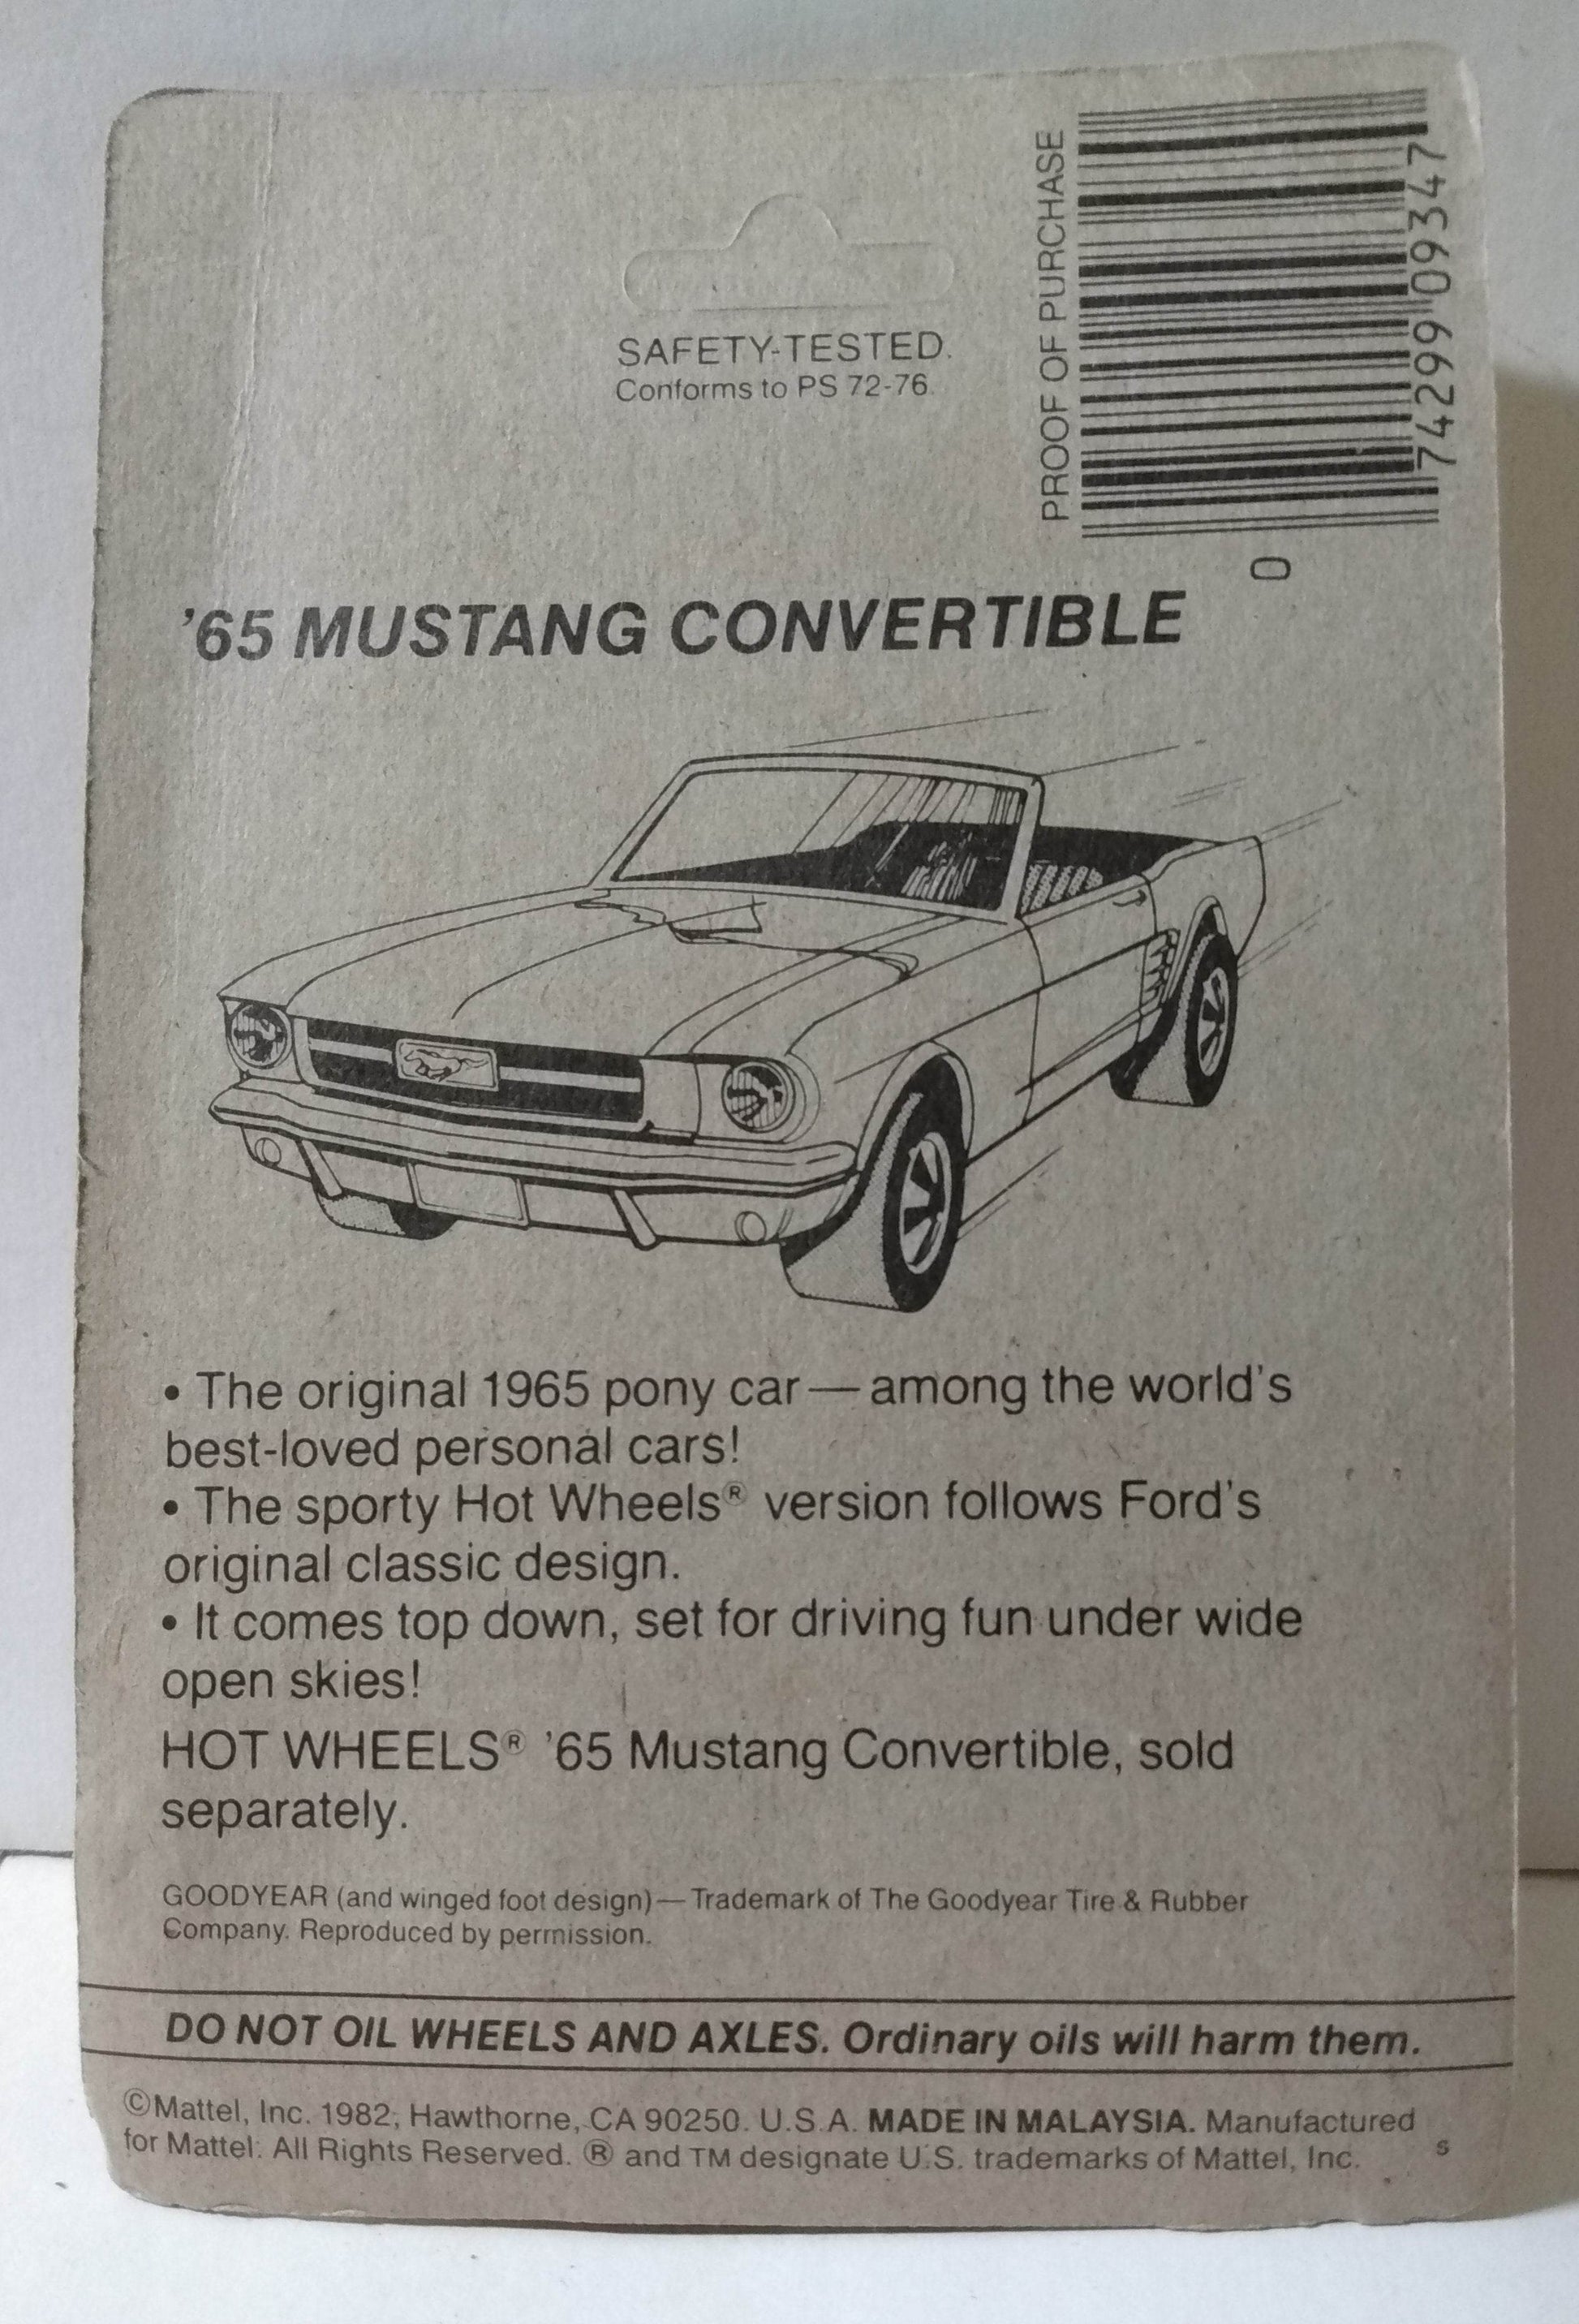 PROOF OF PURCHASE
0 74299 09347
SAFETY-TESTED.
Conforms to PS 72-76.
'65 MUSTANG CONVERTIBLE
• The original 1965 pony car — among the world's
best-loved personal cars!
• The sporty Hot Wheels® version follows Ford's
original classic design.
• It comes top down, set for driving fun under wide
open skies!
HOT WHEELS® '65 Mustang Convertible, sold
separately.
GOODYEAR (and winged foot design) — Trademark of The Goodyear Tire & Rubber
Company. Reproduced by permission.
DO NOT OIL WHEELS AND AXLES. Ordinary oils will harm them.
©Mattel, Inc. 1982, Hawthorne, CA 90250. U.S.A. MADE IN MALAYSIA. Manufactured
for Mattel. All Rights Reserved. ® and TM designate U.S. trademarks of Mattel, Inc. s